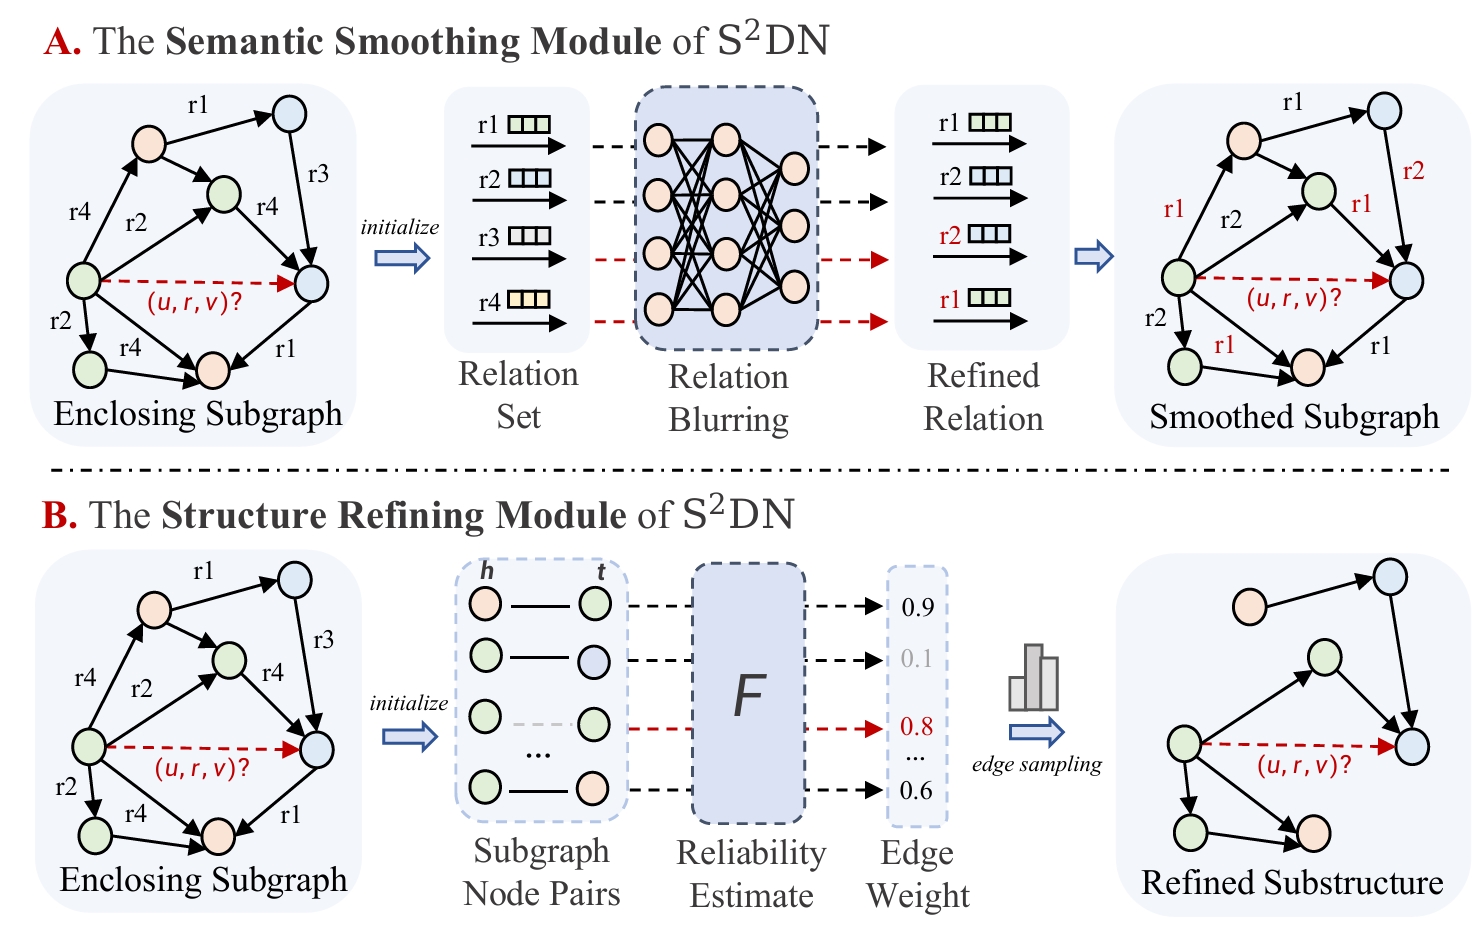 A. The Semantic Smoothing Module of S²DN
r1
r3
r4
r2
r4
(u, r, v)?
r2
r4
r1
Enclosing Subgraph
initialize
r1
r2
r3
r4
Relation
Set
Relation
Blurring
r1
r2
r2
r1
Refined
Relation
r1
r2
r1
r2
r1
(u, r, v)?
r2
r1
r1
Smoothed Subgraph
B. The Structure Refining Module of S²DN
r1
r3
r4
r2
r4
(u, r, v)?
r2
r4
r1
Enclosing Subgraph
initialize
h t
...
Subgraph
Node Pairs
F
Reliability
Estimate
0.9
0.1
0.8
...
0.6
Edge
Weight
edge sampling
(u, r, v)?
Refined Substructure